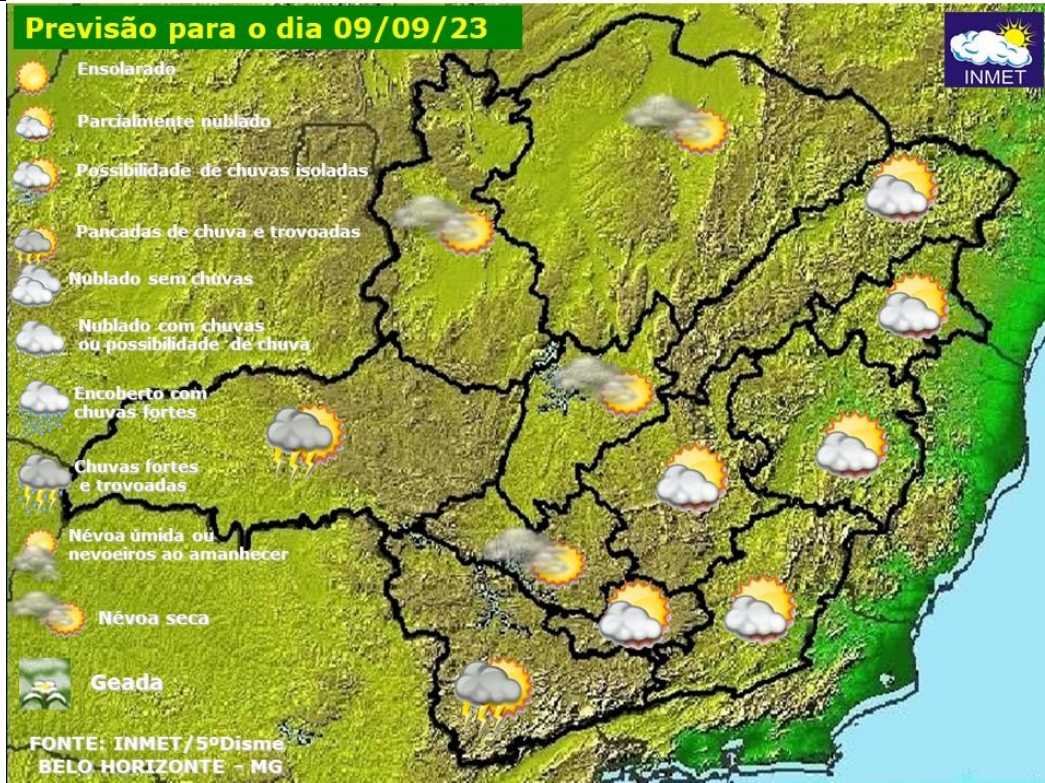 Previsão para o dia 09/09/23
INMET
Ensolarado
Parcialmente nublado
Possibilidade de chuvas isoladas
Pancadas de chuva e trovoadas
Nublado sem chuvas
Nublado com chuvas
ou possibilidade de chuva
Encoberto com
chuvas fortes
Chuvas fortes
e trovoadas
Névoa úmida ou
nevoeiros ao amanhecer
Névoa seca
Geada
FONTE: INMET/5ºDisme
BELO HORIZONTE - MG